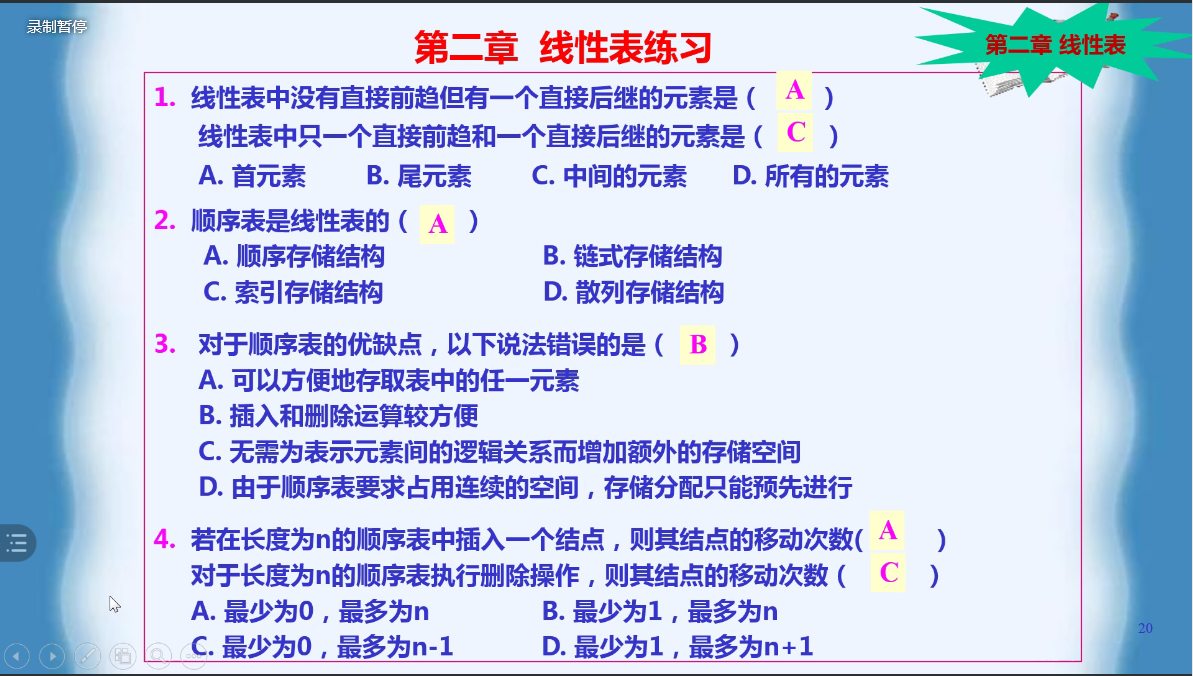 录制暂停
第二章 线性表练习
第二章 线性表
1. 线性表中没有直接前趋但有一个直接后继的元素是（ A ）
线性表中只一个直接前趋和一个直接后继的元素是（ C ）
A. 首元素 B. 尾元素 C. 中间的元素 D. 所有的元素
2. 顺序表是线性表的（ A ）
A. 顺序存储结构 B. 链式存储结构
C. 索引存储结构 D. 散列存储结构
3. 对于顺序表的优缺点，以下说法错误的是（ B ）
A. 可以方便地存取表中的任一元素
B. 插入和删除运算较方便
C. 无需为表示元素间的逻辑关系而增加额外的存储空间
D. 由于顺序表要求占用连续的空间，存储分配只能预先进行
4. 若在长度为n的顺序表中插入一个结点，则其结点的移动次数( A )
对于长度为n的顺序表执行删除操作，则其结点的移动次数（ C ）
A. 最少为0，最多为n B. 最少为1，最多为n
C. 最少为0，最多为n-1 D. 最少为1，最多为n+1
20